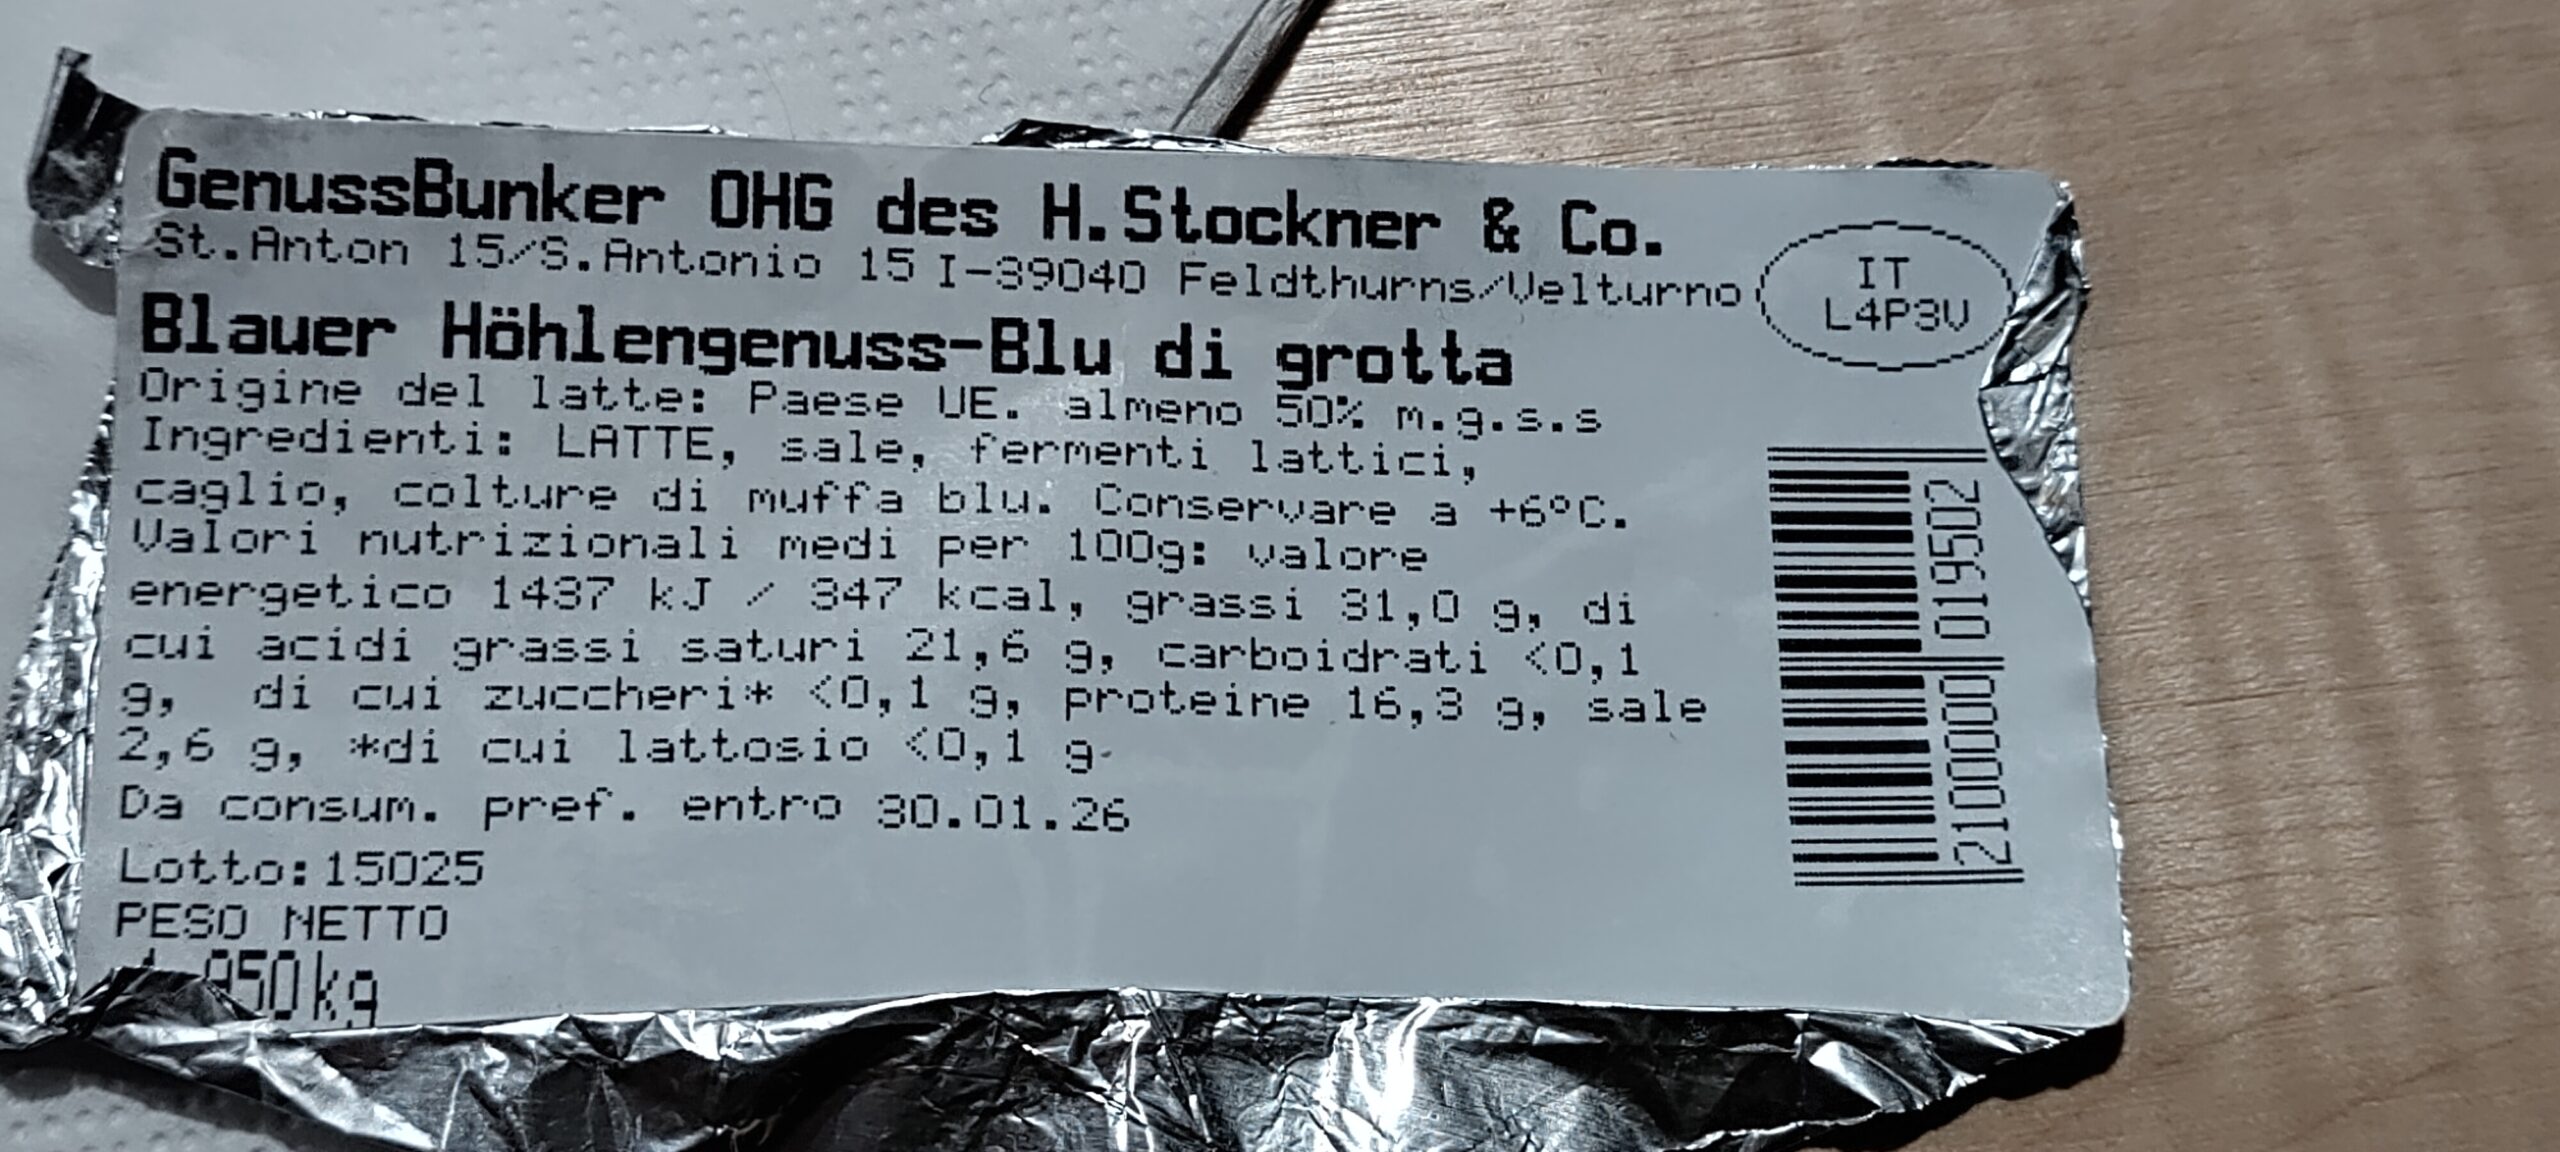 GenussBunker OHG des H.Stockner & Co.
St.Anton 15/S.Antonio 15 I-39040 Feldthurns/Velturno
IT
L4P3V
Blauer Höhlengenuss-Blu di grotta
Origine del latte: Paese UE. almeno 50% m.g.s.s
Ingredienti: LATTE, sale, fermenti lattici,
caglio, colture di muffa blu. Conservare a +6°C.
Valori nutrizionali medi per 100g: valore
energetico 1437 kJ / 347 kcal, grassi 31,0 g, di
cui acidi grassi saturi 21,6 g, carboidrati <0,1
g, di cui zuccheri* <0,1 g, proteine 16,3 g, sale
2,6 g, *di cui lattosio <0,1 g.
Da consum. pref. entro 30.01.26
Lotto:15025
PESO NETTO
950kg
2100000 019502